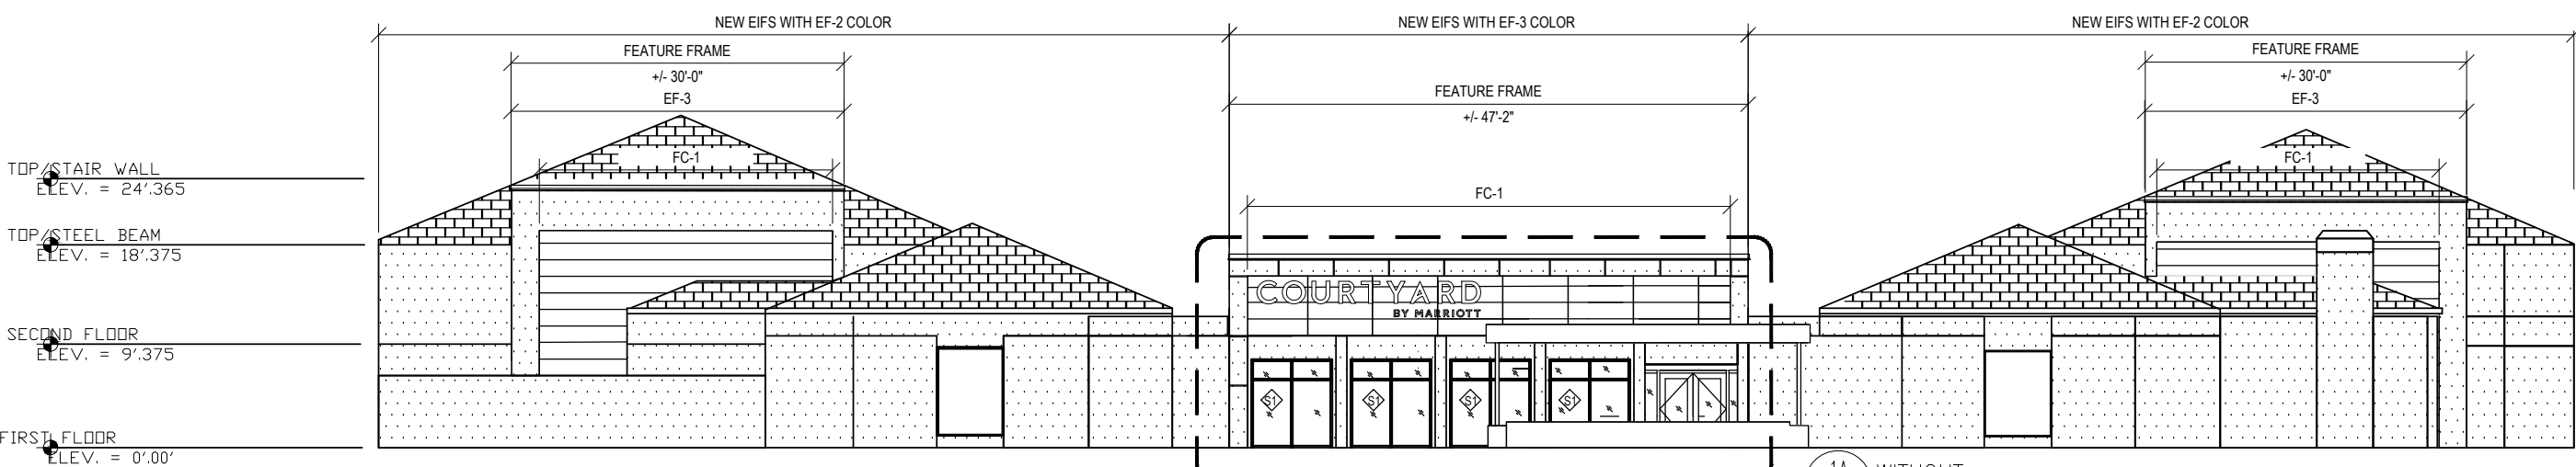 NEW EIFS WITH EF-2 COLOR
NEW EIFS WITH EF-3 COLOR
NEW EIFS WITH EF-2 COLOR
FEATURE FRAME
+/- 30'-0"
EF-3
FC-1
FEATURE FRAME
+/- 47'-2"
FC-1
FEATURE FRAME
+/- 30'-0"
EF-3
FC-1
TOP/STAIR WALL
ELEV. = 24'.365
TOP/STEEL BEAM
ELEV. = 18'.375
SECOND FLOOR
ELEV. = 9'.375
FIRST FLOOR
ELEV. = 0'.00'
COURTYARD
BY MARRIOTT
S1
S1
S1
S1
1A
WITHOUT